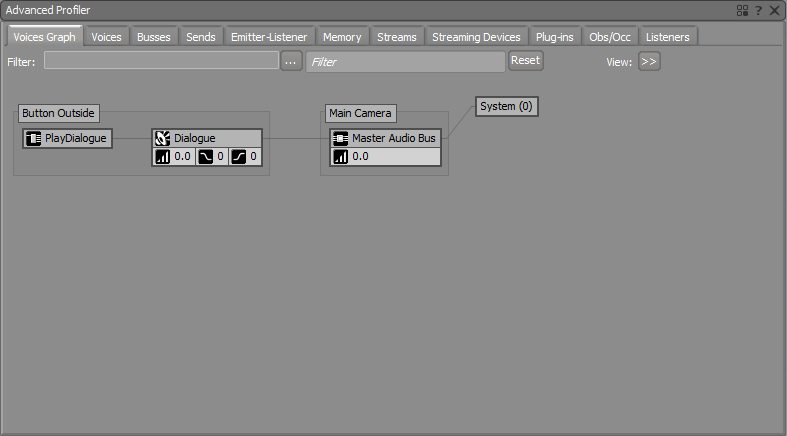 Advanced Profiler ?
Voices Graph Voices Busses Sends Emitter-Listener Memory Streams Streaming Devices Plug-ins Obs/Occ Listeners
Filter: ... Filter Reset View: >>
System (0)
Button Outside Main Camera
PlayDialogue Dialogue Master Audio Bus
0.0 0 0 0.0